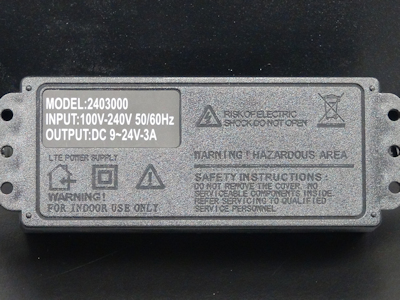 MODEL:2403000
INPUT:100V-240V 50/60Hz
OUTPUT:DC 9~24V-3A
RISK OF ELECTRIC
SHOCK DO NOT OPEN
LTE POWER SUPPLY
WARNING!
FOR INDOOR USE ONLY
WARNING! HAZARDOUS AREA
SAFETY INSTRUCTIONS:
DO NOT REMOVE THE COVER. NO
SERVICEABLE COMPONENTS INSIDE.
REFER SERVICING TO QUALIFIED
SERVICE PERSONNEL